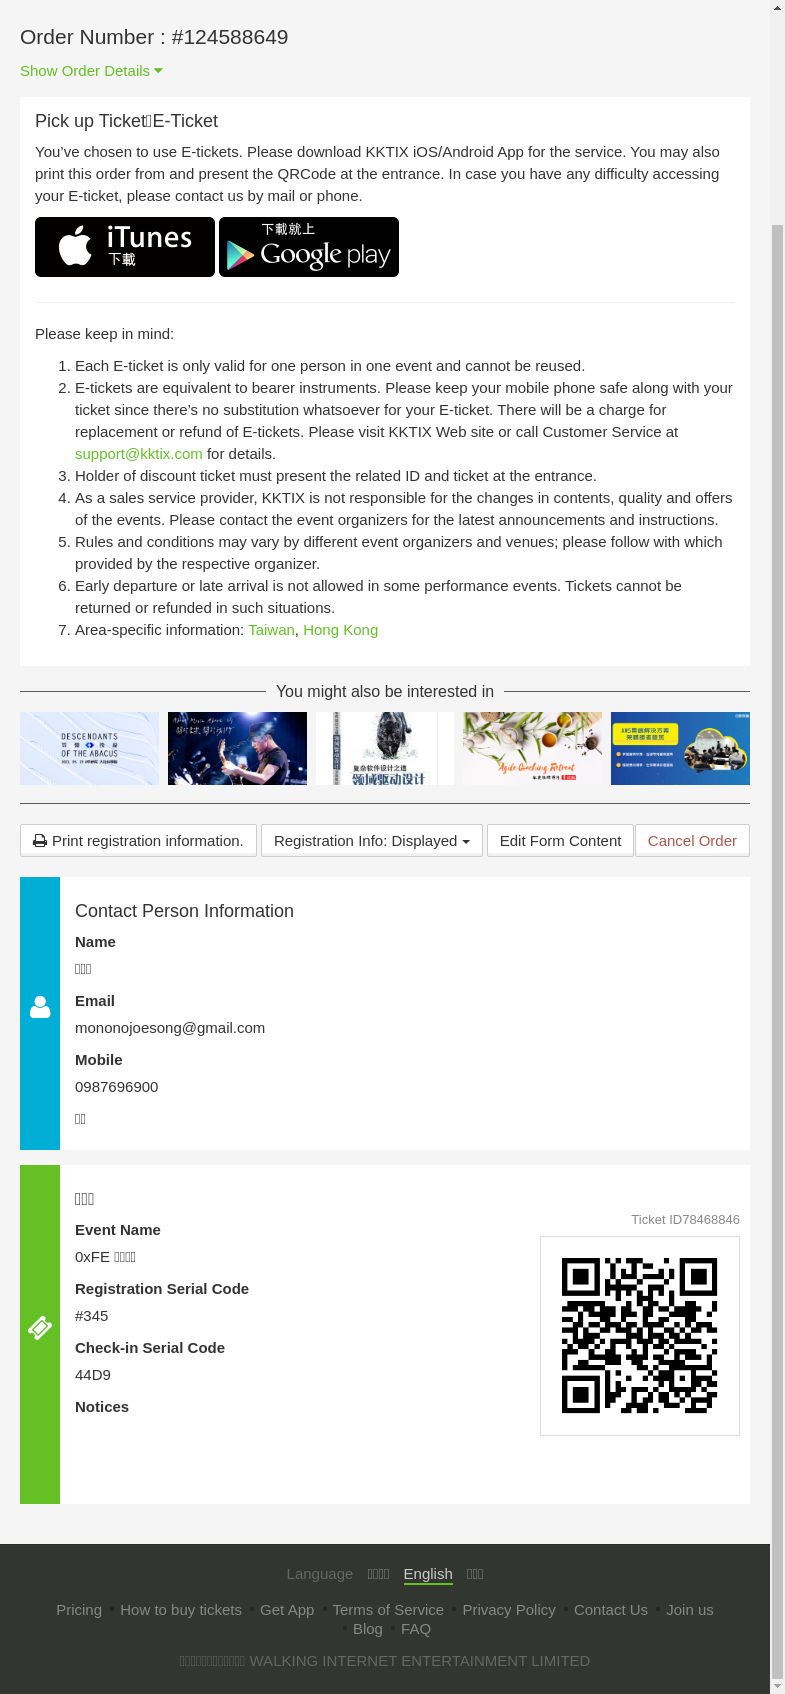 Order Number : #124588649
Show Order Details
Pick up Ticket E-Ticket
You’ve chosen to use E-tickets. Please download KKTIX iOS/Android App for the service. You may also
print this order from and present the QRCode at the entrance. In case you have any difficulty accessing
your E-ticket, please contact us by mail or phone.
iTunes
下載
下載就上
Google play
Please keep in mind:
1. Each E-ticket is only valid for one person in one event and cannot be reused.
2. E-tickets are equivalent to bearer instruments. Please keep your mobile phone safe along with your
ticket since there’s no substitution whatsoever for your E-ticket. There will be a charge for
replacement or refund of E-tickets. Please visit KKTIX Web site or call Customer Service at
support@kktix.com for details.
3. Holder of discount ticket must present the related ID and ticket at the entrance.
4. As a sales service provider, KKTIX is not responsible for the changes in contents, quality and offers
of the events. Please contact the event organizers for the latest announcements and instructions.
5. Rules and conditions may vary by different event organizers and venues; please follow with which
provided by the respective organizer.
6. Early departure or late arrival is not allowed in some performance events. Tickets cannot be
returned or refunded in such situations.
7. Area-specific information: Taiwan, Hong Kong
You might also be interested in
DESCENDANTS
OF THE ABACUS
复杂软件设计之道
领域驱动设计
Agile Coaching Retreat
Print registration information.
Registration Info: Displayed
Edit Form Content
Cancel Order
Contact Person Information
Name
Email
mononojoesong@gmail.com
Mobile
0987696900
Ticket ID78468846
Event Name
0xFE
Registration Serial Code
#345
Check-in Serial Code
44D9
Notices
Language English
Pricing • How to buy tickets • Get App • Terms of Service • Privacy Policy • Contact Us • Join us
• Blog • FAQ
WALKING INTERNET ENTERTAINMENT LIMITED